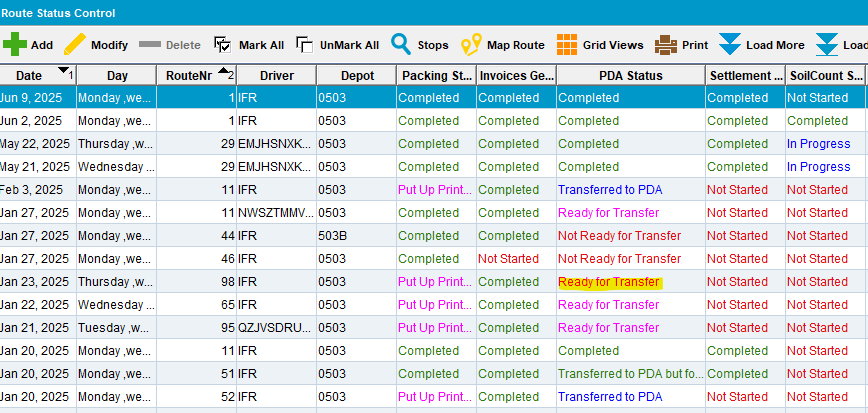 Route Status Control
Add Modify Delete Mark All UnMark All Stops Map Route Grid Views Print Load More Load
Date 1 Day RouteNr 2 Driver Depot Packing St... Invoices Ge... PDA Status Settlement ... SoilCount S...
Jun 9, 2025 Monday ,we... 1 IFR 0503 Completed Completed Completed Completed Not Started
Jun 2, 2025 Monday ,we... 1 IFR 0503 Completed Completed Completed Completed Completed
May 22, 2025 Thursday ,w... 29 EMJHSNXK... 0503 Completed Completed Completed Completed In Progress
May 21, 2025 Wednesday ... 29 EMJHSNXK... 0503 Completed Completed Completed Completed In Progress
Feb 3, 2025 Monday ,we... 11 IFR 0503 Put Up Print... Completed Transferred to PDA Not Started Not Started
Jan 27, 2025 Monday ,we... 11 NWSZTMMV... 0503 Completed Completed Ready for Transfer Not Started Not Started
Jan 27, 2025 Monday ,we... 44 IFR 503B Completed Completed Not Ready for Transfer Not Started Not Started
Jan 27, 2025 Monday ,we... 46 IFR 0503 Completed Not Started Not Ready for Transfer Not Started Not Started
Jan 23, 2025 Thursday ,w... 98 IFR 0503 Put Up Print... Completed Ready for Transfer Not Started Not Started
Jan 22, 2025 Wednesday ... 65 IFR 0503 Put Up Print... Completed Ready for Transfer Not Started Not Started
Jan 21, 2025 Tuesday ,w... 95 QZJVSDRU... 0503 Put Up Print... Completed Ready for Transfer Not Started Not Started
Jan 20, 2025 Monday ,we... 11 IFR 0503 Completed Completed Completed Completed Not Started
Jan 20, 2025 Monday ,we... 51 IFR 0503 Completed Completed Transferred to PDA but fo... Not Started Not Started
Jan 20, 2025 Monday ,we... 52 IFR 0503 Put Up Print... Completed Transferred to PDA Not Started Not Started